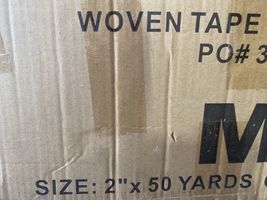 WOVEN TAPE
PO# 3
M
SIZE: 2"x 50 YARDS